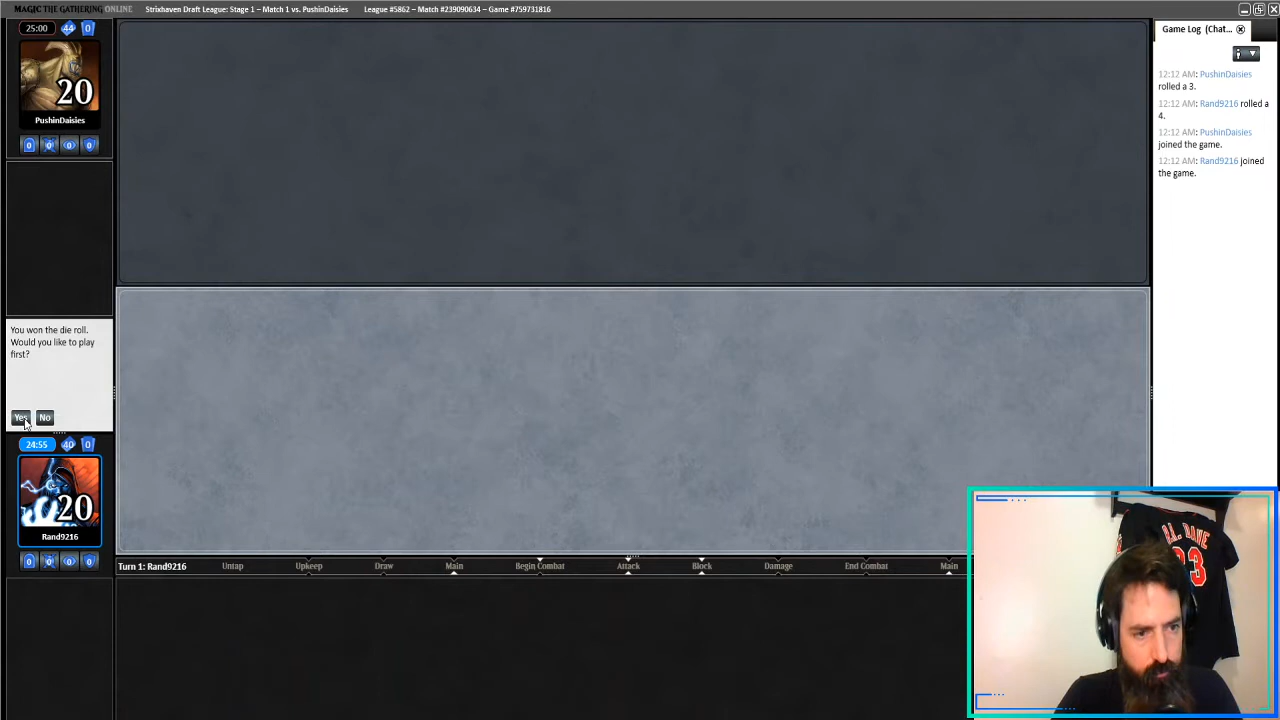 MAGIC THE GATHERING ONLINE
Strixhaven Draft League: Stage 1 – Match 1 vs. PushinDaisies
League #5862 – Match #239090634 – Game #759731816
25:00
44
0
20
PushinDaisies
0
0
0
0
Game Log (Chat...
12:12 AM: PushinDaisies
rolled a 3.
12:12 AM: Rand9216 rolled a
4.
12:12 AM: PushinDaisies
joined the game.
12:12 AM: Rand9216 joined
the game.
You won the die roll.
Would you like to play
first?
Yes
No
24:55
40
0
20
Rand9216
0
0
0
0
Turn 1: Rand9216
Untap
Upkeep
Draw
Main
Begin Combat
Attack
Block
Damage
End Combat
Main